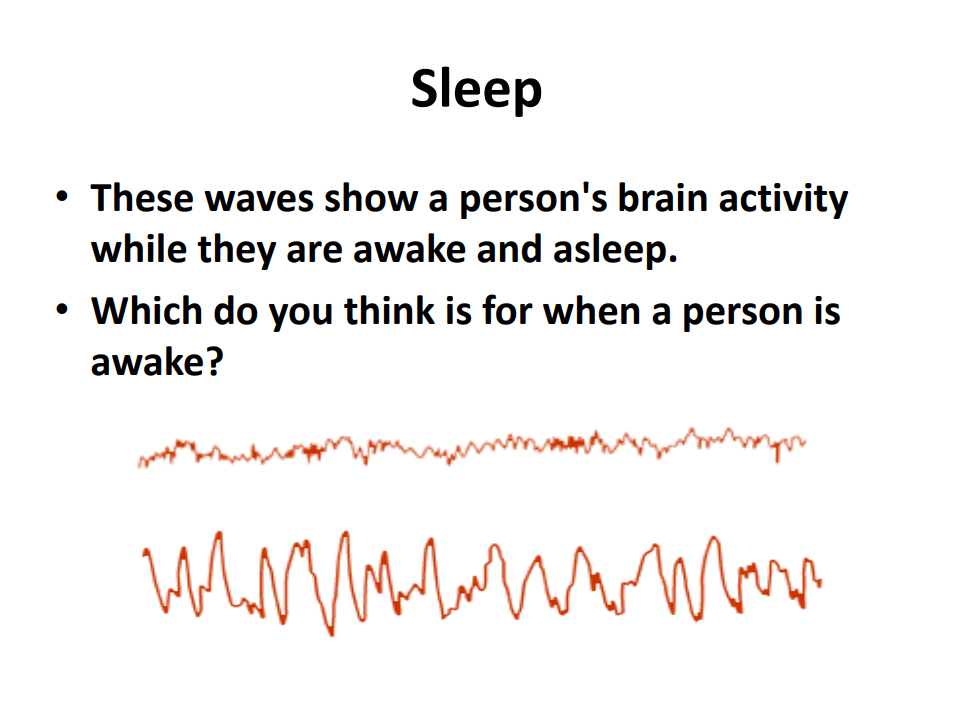 Sleep
• These waves show a person's brain activity
while they are awake and asleep.
• Which do you think is for when a person is
awake?